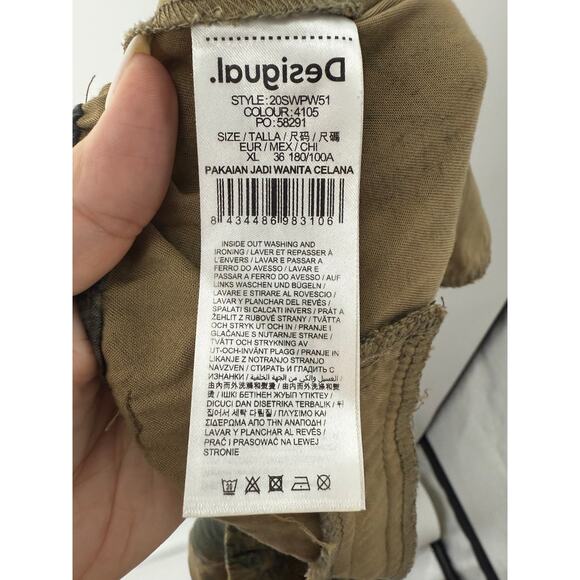 Desigual.
STYLE: 20SWPW51
COLOUR: 4105
PO: 58291
SIZE / TALLA / 尺码 / 尺碼
EUR / MEX / CHI
XL 36 180/100A
PAKAIAN JADI WANITA CELANA
8 434486 983106
INSIDE OUT WASHING AND
IRONING / LAVER ET REPASSER À
L'ENVERS / LAVAR E PASSAR A
FERRO DO AVESSO / LAVAR E
PASSAR A FERRO DO AVESSO / AUF
LINKS WASCHEN UND BÜGELN /
LAVARE E STIRARE AL ROVESCIO /
LAVAR Y PLANCHAR DEL REVÉS /
SPALATI SI CALCATI INVERS / PRÁT A
ŽEHLIT Z RUBOVÉ STRANY / TVÄTTA
OCH STRYK UT OCH IN / PRANJE I
GLAČANJE S NUTARNJE STRANE /
TVÄTT OCH STRYKNING AV
UT-OCH-INVÄNT PLAGG / PRANJE IN
LIKANJE Z NOTRANJO STRANJO
NAVZVEN / СТИРАТЬ И ГЛАДИТЬ С
ИЗНАНКИ / الغسيل والكي من الجهة الخلفية /
由内而外洗滌和熨燙 / 由内而外洗涤和熨烫
/ ІШКІ БЕТІНЕН ЖУЫП ҮТІКТЕУ /
DICUCI DAN DISETRIKA TERBALIK / 뒤
집어서 세탁 다림질 / ΠΛΥΣΙΜΟ ΚΑΙ
ΣΙΔΕΡΩΜΑ ΑΠΟ ΤΗΝ ΑΝΑΠΟΔΗ /
LAVAR Y PLANCHAR AL REVÉS /
PRAĆ I PRASOWAĆ NA LEWEJ
STRONIE
30